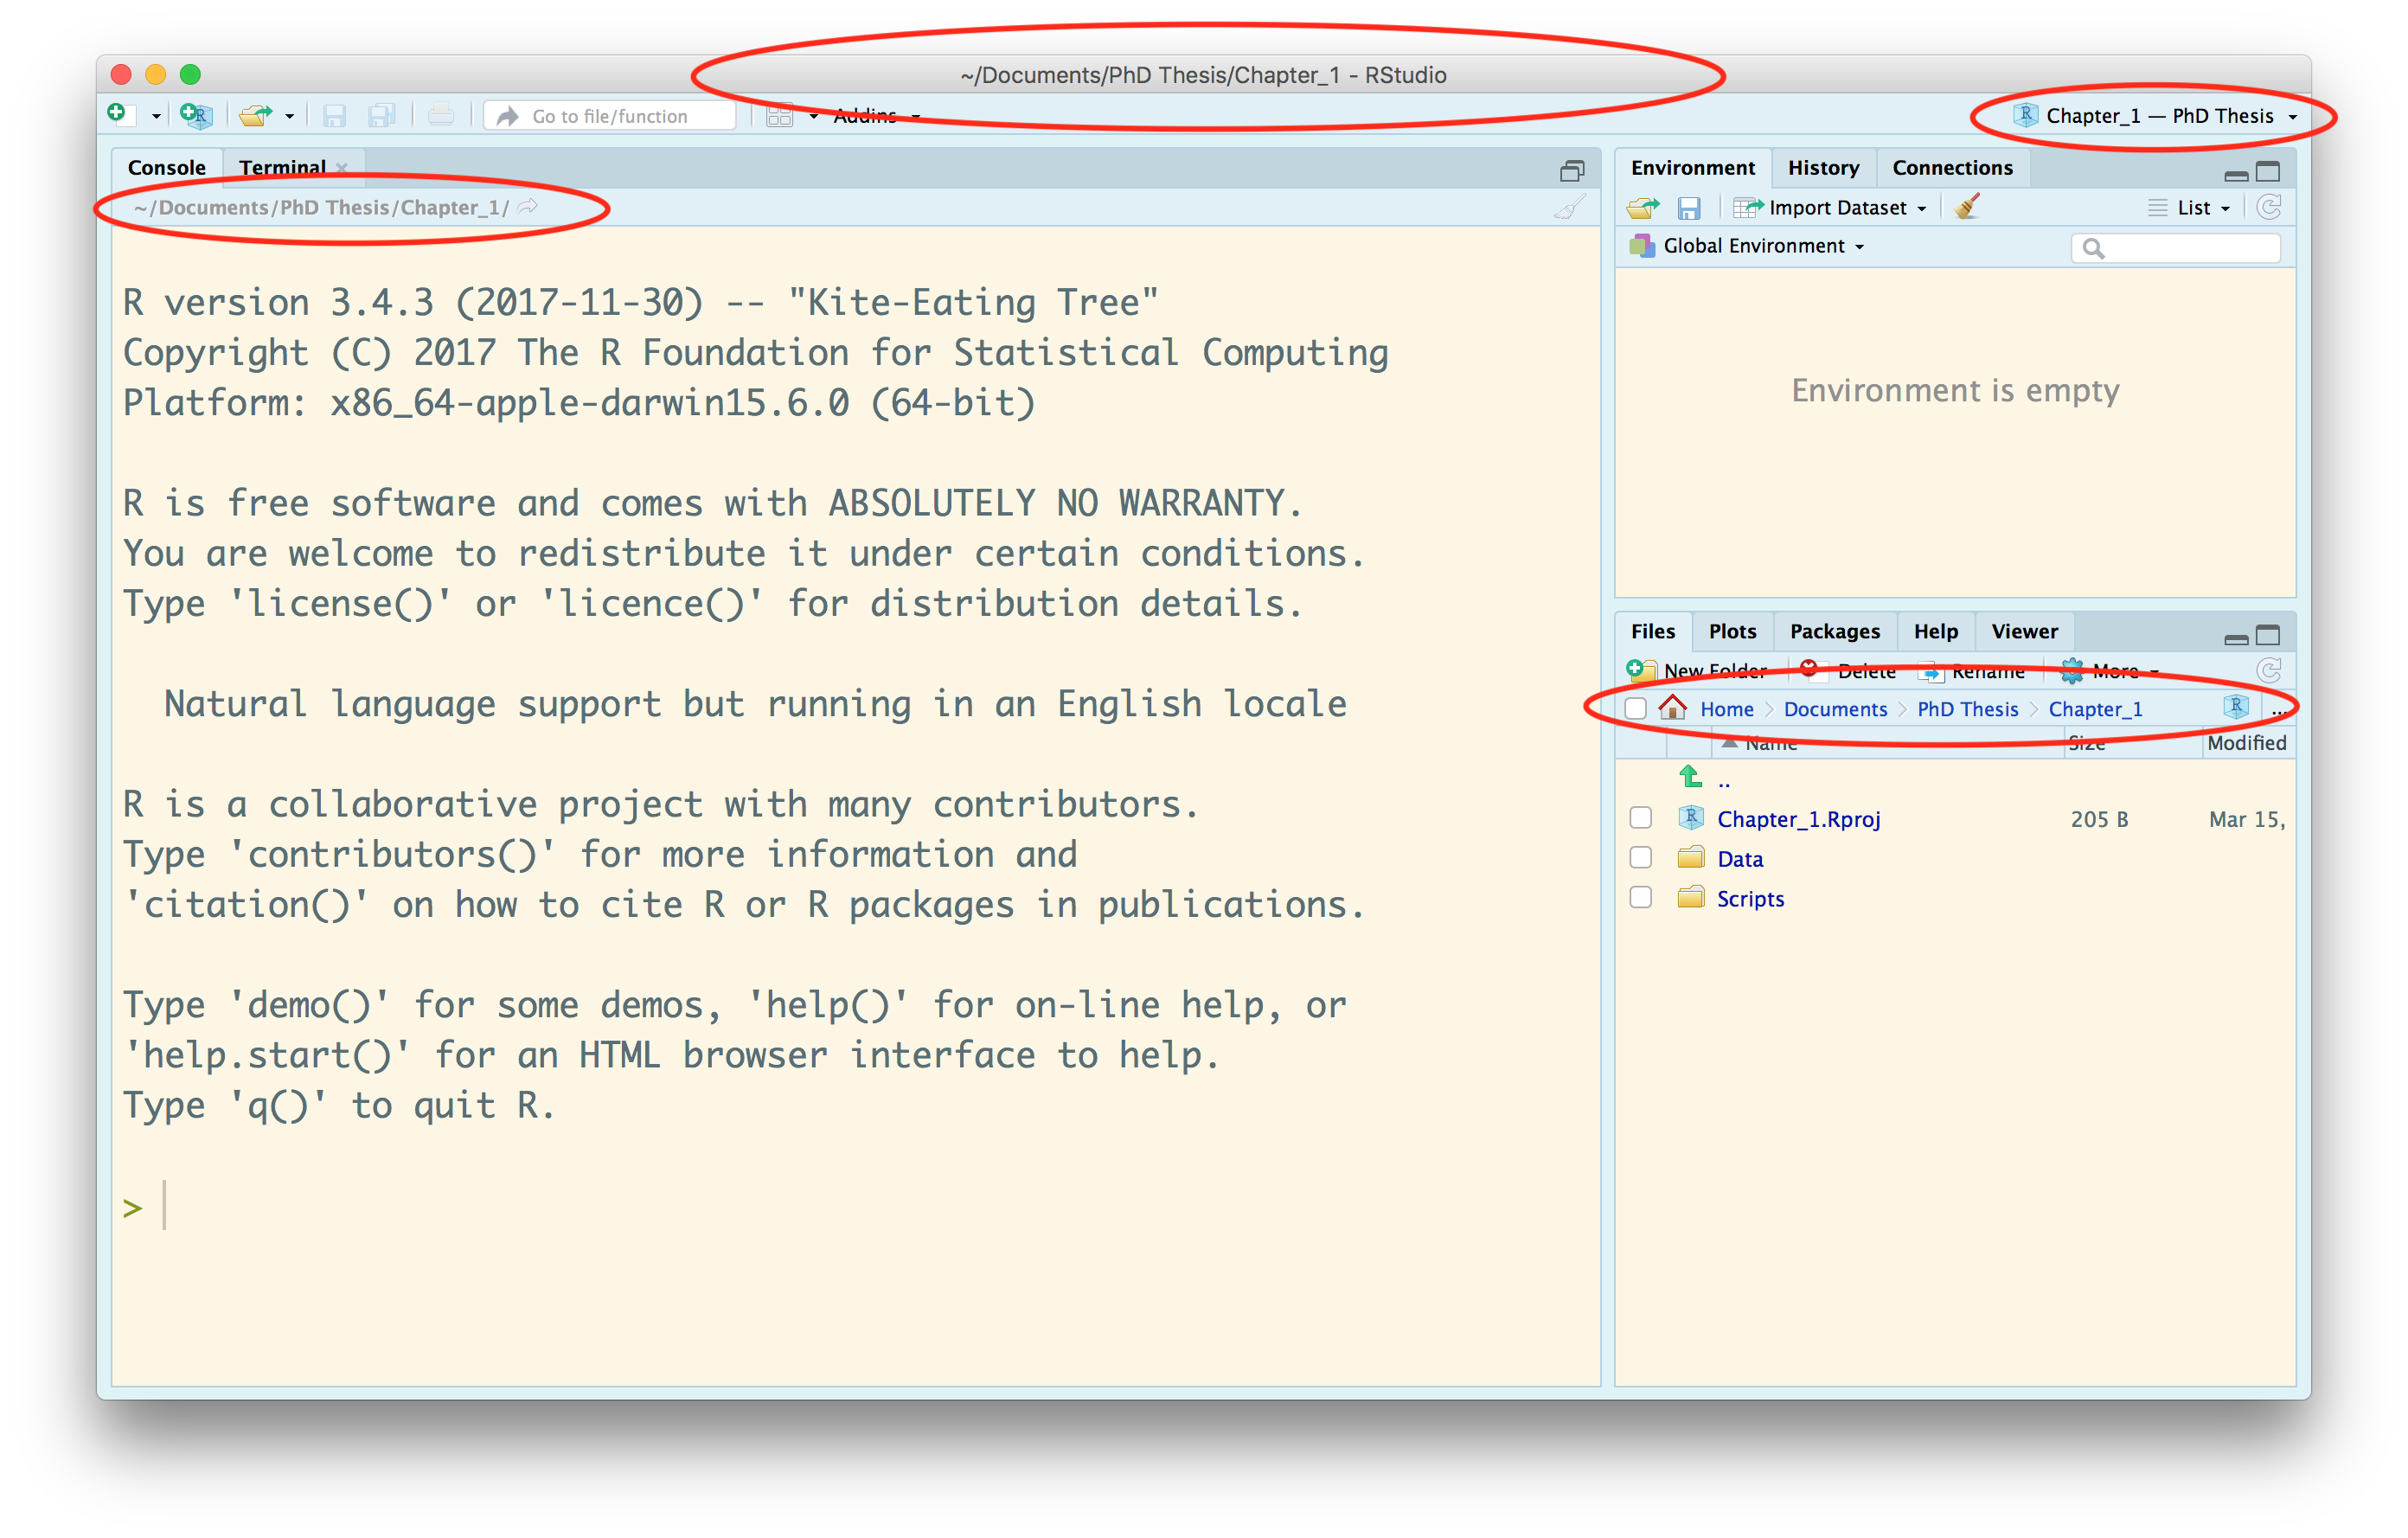 ~/Documents/PhD Thesis/Chapter_1 - RStudio
Go to file/function
Addins
Chapter_1 — PhD Thesis
Console Terminal
~/Documents/PhD Thesis/Chapter_1/
R version 3.4.3 (2017-11-30) -- "Kite-Eating Tree"
Copyright (C) 2017 The R Foundation for Statistical Computing
Platform: x86_64-apple-darwin15.6.0 (64-bit)
R is free software and comes with ABSOLUTELY NO WARRANTY.
You are welcome to redistribute it under certain conditions.
Type 'license()' or 'licence()' for distribution details.
Natural language support but running in an English locale
R is a collaborative project with many contributors.
Type 'contributors()' for more information and
'citation()' on how to cite R or R packages in publications.
Type 'demo()' for some demos, 'help()' for on-line help, or
'help.start()' for an HTML browser interface to help.
Type 'q()' to quit R.
>
Environment History Connections
Import Dataset List
Global Environment
Environment is empty
Files Plots Packages Help Viewer
New Folder Delete Rename More
Home Documents PhD Thesis Chapter_1 ...
Name Size Modified
..
Chapter_1.Rproj 205 B Mar 15,
Data
Scripts